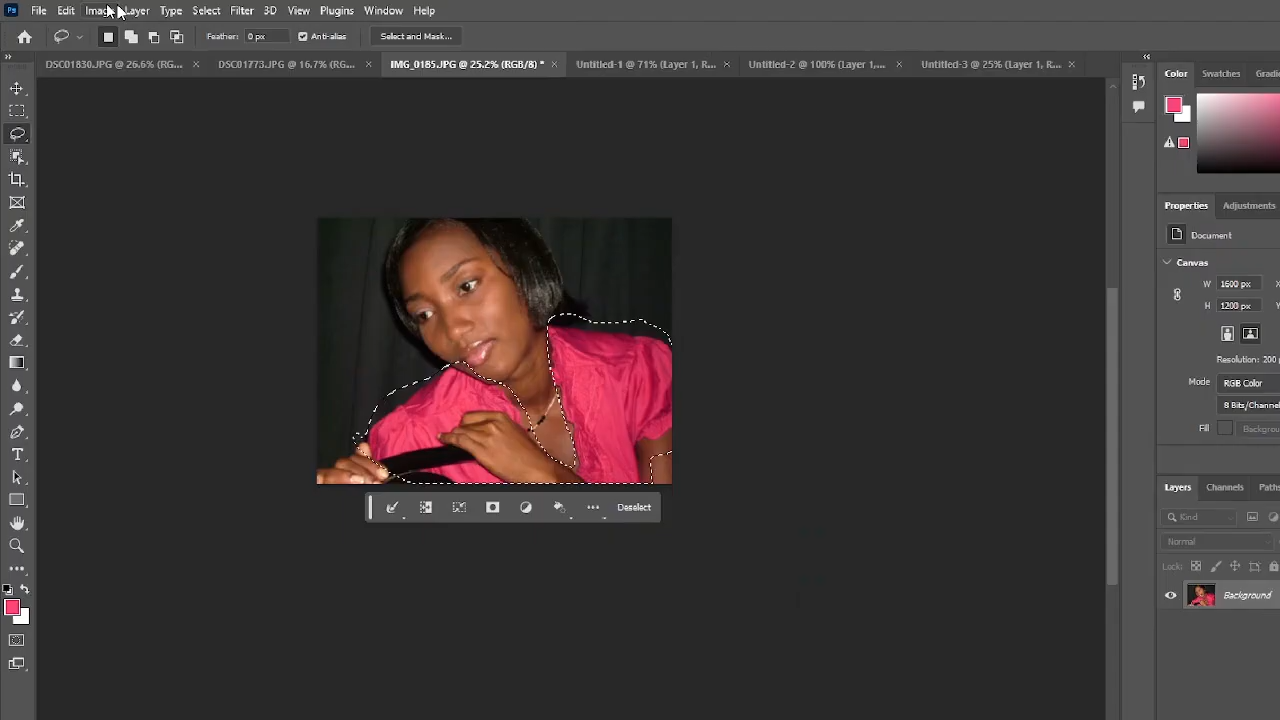 Ps File Edit Image Layer Type Select Filter 3D View Plugins Window Help
Feather: 0 px Anti-alias Select and Mask...
DSC01830.JPG @ 26.6% (RG... × DSC01773.JPG @ 16.7% (RG... × IMG_0185.JPG @ 25.2% (RGB/8) * × Untitled-1 @ 71% (Layer 1, R... × Untitled-2 @ 100% (Layer 1,... × Untitled-3 @ 25% (Layer 1, R... ×
Color Swatches Gradi
Properties Adjustments
Document
Canvas
W 1600 px X
H 1200 px Y
Resolution: 200 p
Mode RGB Color
8 Bits/Channel
Fill Backgrou
Deselect
Layers Channels Paths
Kind
Normal
Lock:
Background
T